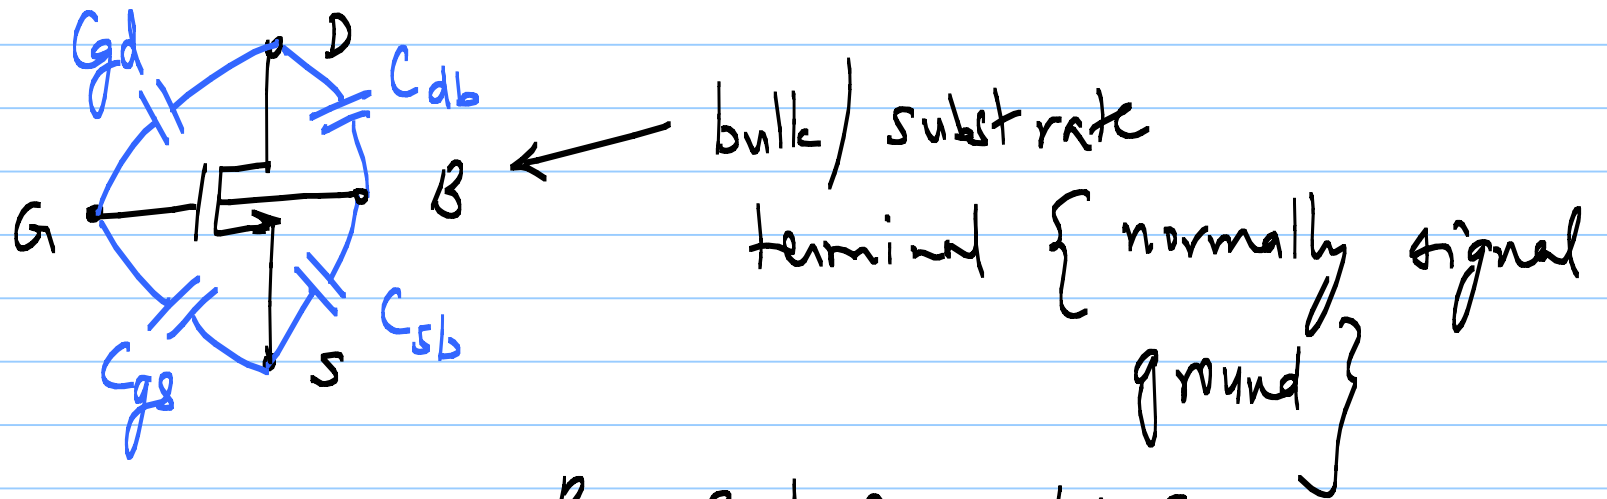 D
Cgd
Cdb
bulk/substrate
B
G
terminal { normally signal
Csb
S
Cgs
ground }